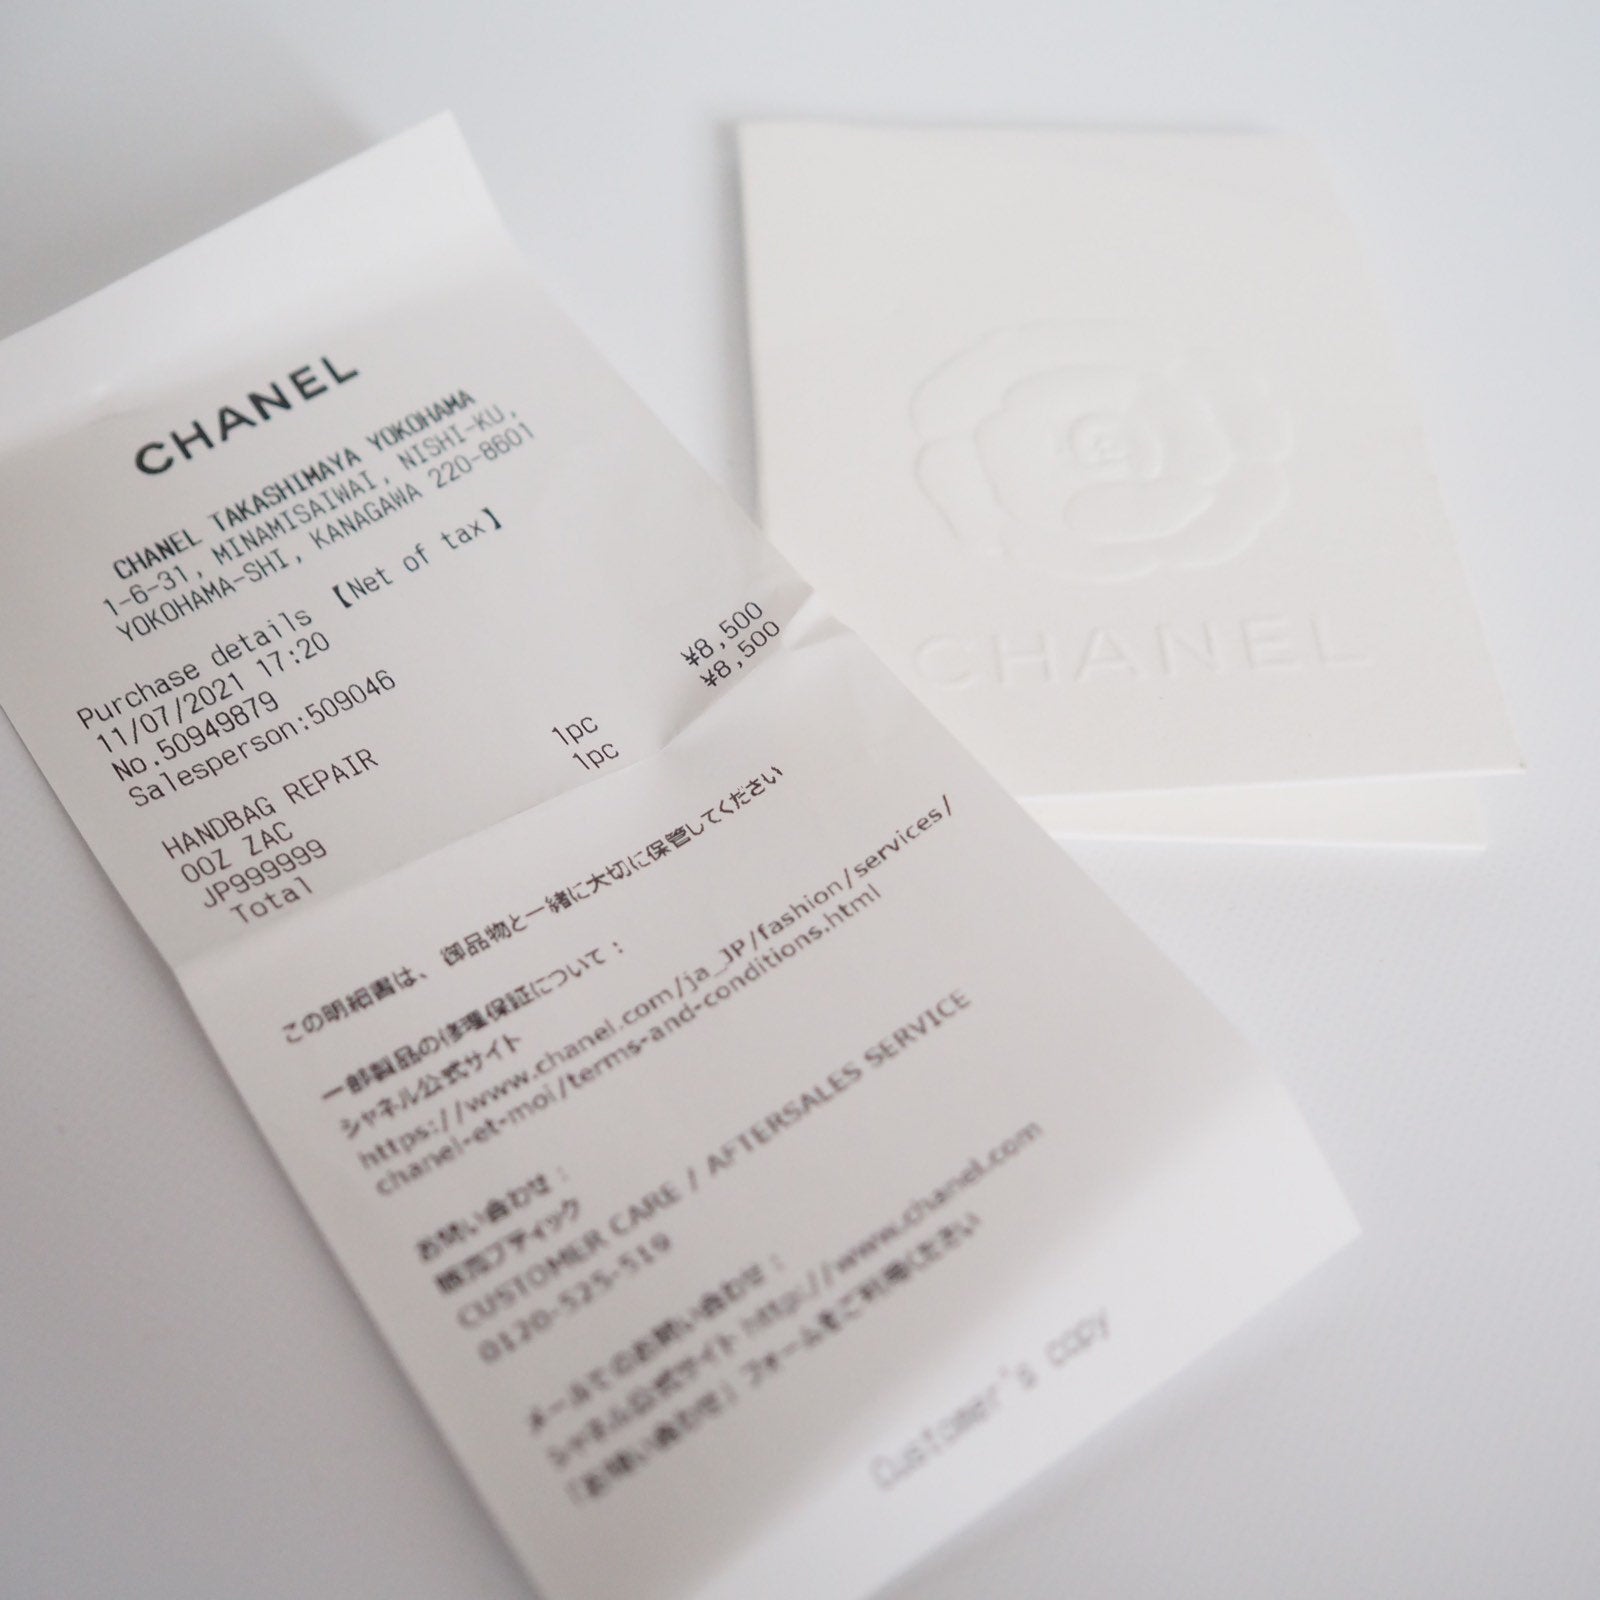 CHANEL
CHANEL TAKASHIMAYA YOKOHAMA
1-6-31, MINAMISAIWAI, NISHI-KU,
YOKOHAMA-SHI, KANAGAWA 220-8601
Purchase details 【Net of tax】
11/07/2021 17:20
No.50949879
Salesperson:509046
HANDBAG REPAIR
00Z ZAC
JP999999 1pc ¥8,500
Total 1pc ¥8,500
この明細書は、御品物と一緒に大切に保管してください
一部製品の修理保証について：
シャネル公式サイト
https://www.chanel.com/ja_JP/fashion/services/
chanel-et-moi/terms-and-conditions.html
お問い合わせ：
販売ブティック
CUSTOMER CARE / AFTERSALES SERVICE
0120-525-519
メールでのお問い合わせ：
シャネル公式サイト http://www.chanel.com
「お問い合わせ」フォームをご利用ください
Customer's copy
CHANEL